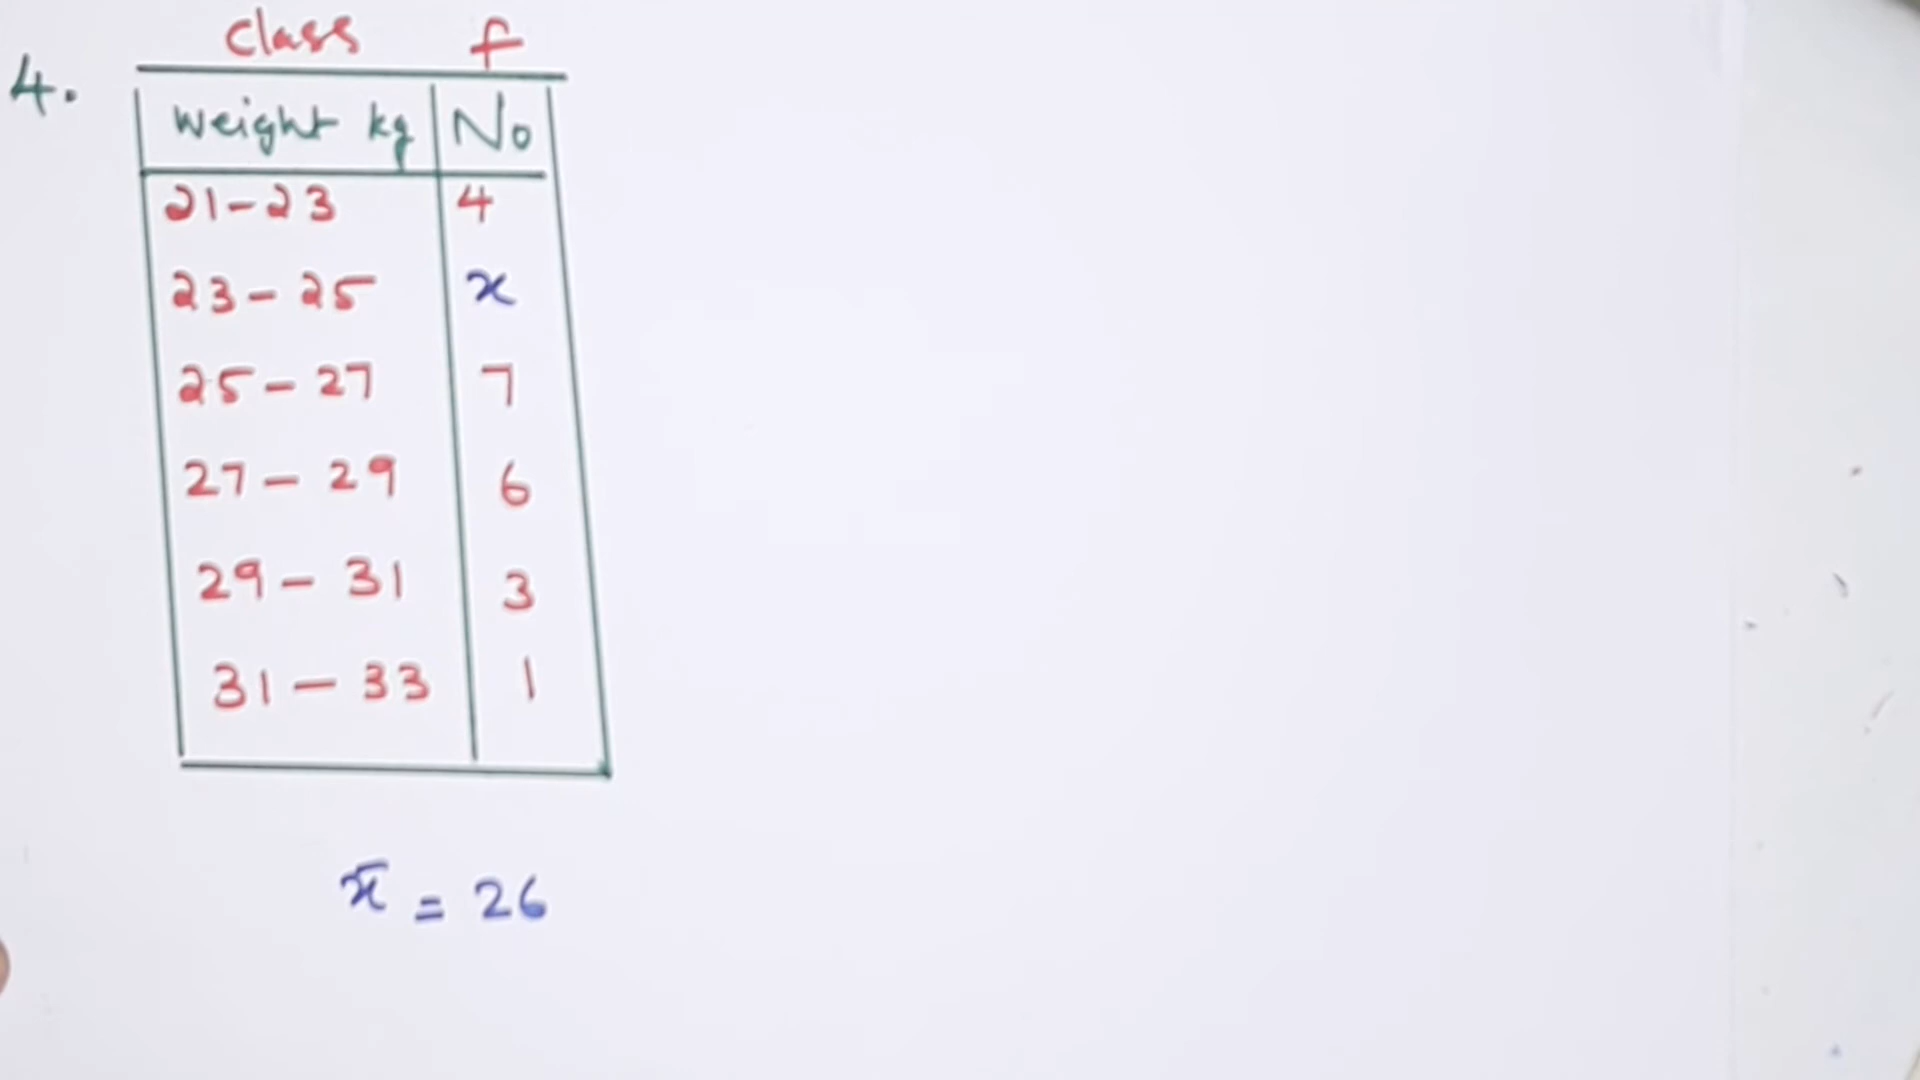 class f
4.
weight kg No
21-23 4
23-25 x
25-27 7
27-29 6
29-31 3
31-33 1
x̄ = 26